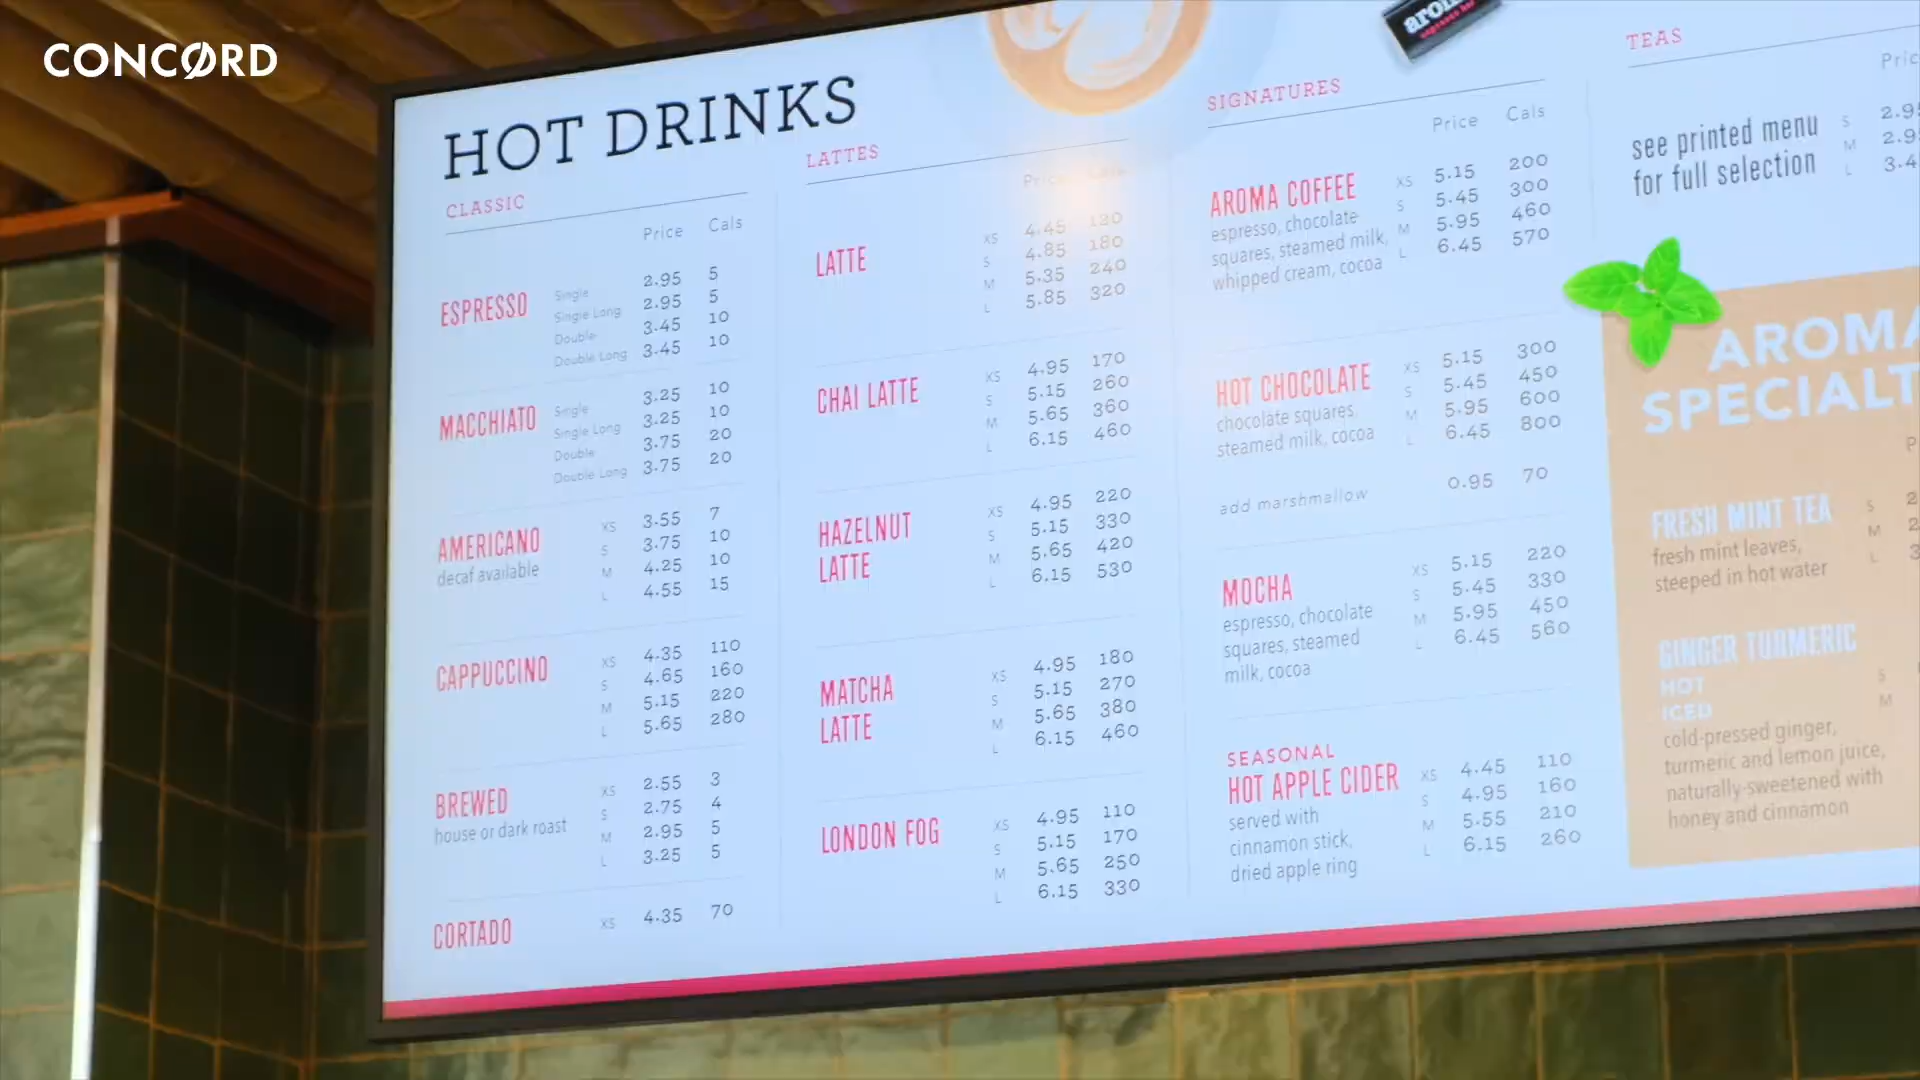 CONCØRD
HOT DRINKS
CLASSIC
Price Cals
ESPRESSO
Single 2.95 5
Single Long 2.95 5
Double 3.45 10
Double Long 3.45 10
MACCHIATO
Single 3.25 10
Single Long 3.25 10
Double 3.75 20
Double Long 3.75 20
AMERICANO
decaf available
XS 3.55 7
S 3.75 10
M 4.25 10
L 4.55 15
CAPPUCCINO
XS 4.35 110
S 4.65 160
M 5.15 220
L 5.65 280
BREWED
house or dark roast
XS 2.55 3
S 2.75 4
M 2.95 5
L 3.25 5
CORTADO
XS 4.35 70
LATTES
Price Cals
LATTE
XS 4.45 120
S 4.85 180
M 5.35 240
L 5.85 320
CHAI LATTE
XS 4.95 170
S 5.15 260
M 5.65 360
L 6.15 460
HAZELNUT
LATTE
XS 4.95 220
S 5.15 330
M 5.65 420
L 6.15 530
MATCHA
LATTE
XS 4.95 180
S 5.15 270
M 5.65 380
L 6.15 460
LONDON FOG
XS 4.95 110
S 5.15 170
M 5.65 250
L 6.15 330
SIGNATURES
Price Cals
AROMA COFFEE
espresso, chocolate
squares, steamed milk,
whipped cream, cocoa
XS 5.15 200
S 5.45 300
M 5.95 460
L 6.45 570
HOT CHOCOLATE
chocolate squares,
steamed milk, cocoa
XS 5.15 300
S 5.45 450
M 5.95 600
L 6.45 800
add marshmallow 0.95 70
MOCHA
espresso, chocolate
squares, steamed
milk, cocoa
XS 5.15 220
S 5.45 330
M 5.95 450
L 6.45 560
SEASONAL
HOT APPLE CIDER
served with
cinnamon stick,
dried apple ring
XS 4.45 110
S 4.95 160
M 5.55 210
L 6.15 260
TEAS
see printed menu
for full selection
S
M
L
AROMA
FRESH MINT TEA
fresh mint leaves,
steeped in hot water
S
M
L
GINGER TURMERIC
HOT
ICED
S
M
cold-pressed ginger,
turmeric and lemon juice,
naturally-sweetened with
honey and cinnamon